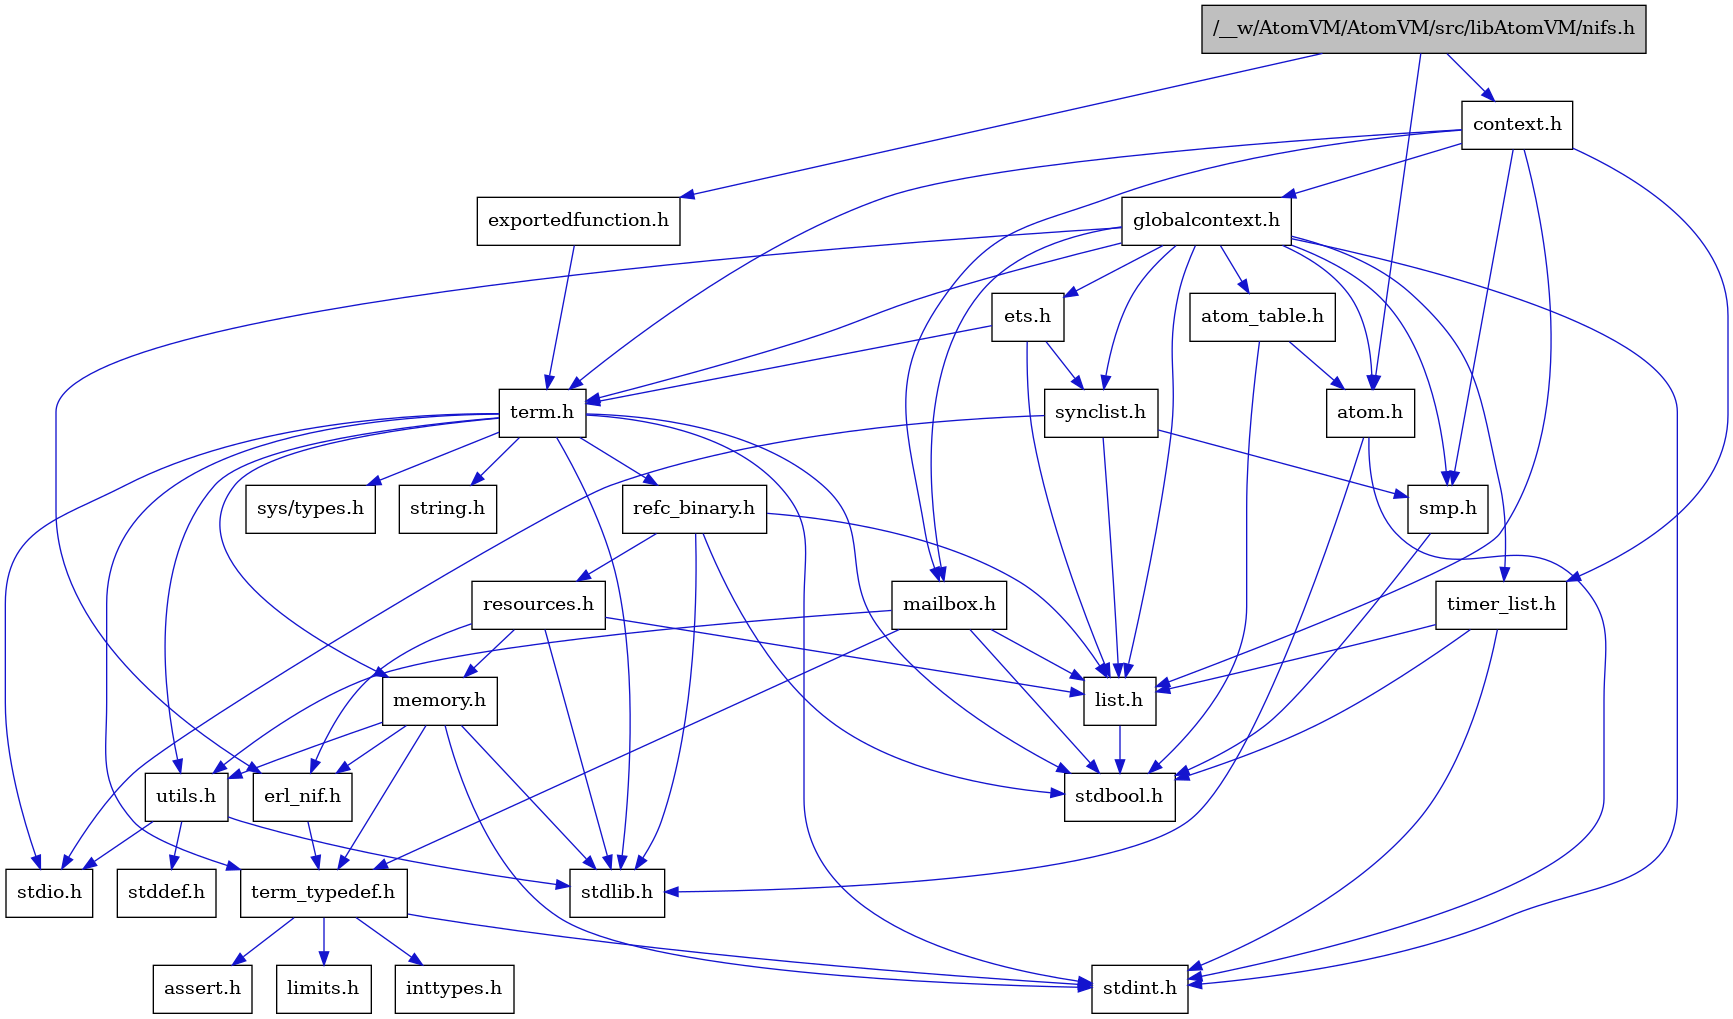 /__w/AtomVM/AtomVM/src/libAtomVM/nifs.h
context.h
exportedfunction.h
globalcontext.h
ets.h
atom_table.h
term.h
synclist.h
atom.h
sys/types.h
string.h
refc_binary.h
smp.h
resources.h
mailbox.h
timer_list.h
memory.h
list.h
utils.h
erl_nif.h
stdbool.h
stdio.h
stddef.h
term_typedef.h
stdlib.h
assert.h
limits.h
inttypes.h
stdint.h